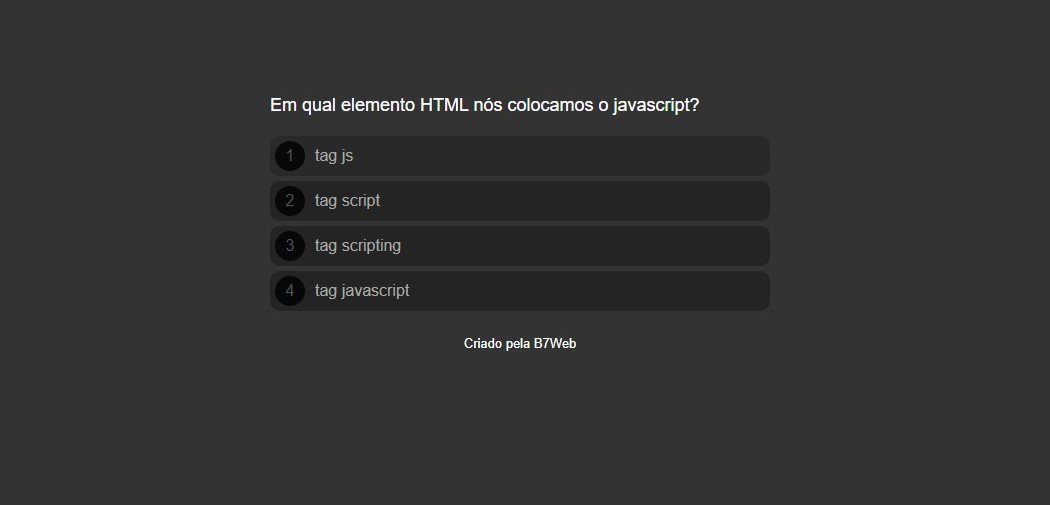 Em qual elemento HTML nós colocamos o javascript?
1 tag js
2 tag script
3 tag scripting
4 tag javascript
Criado pela B7Web